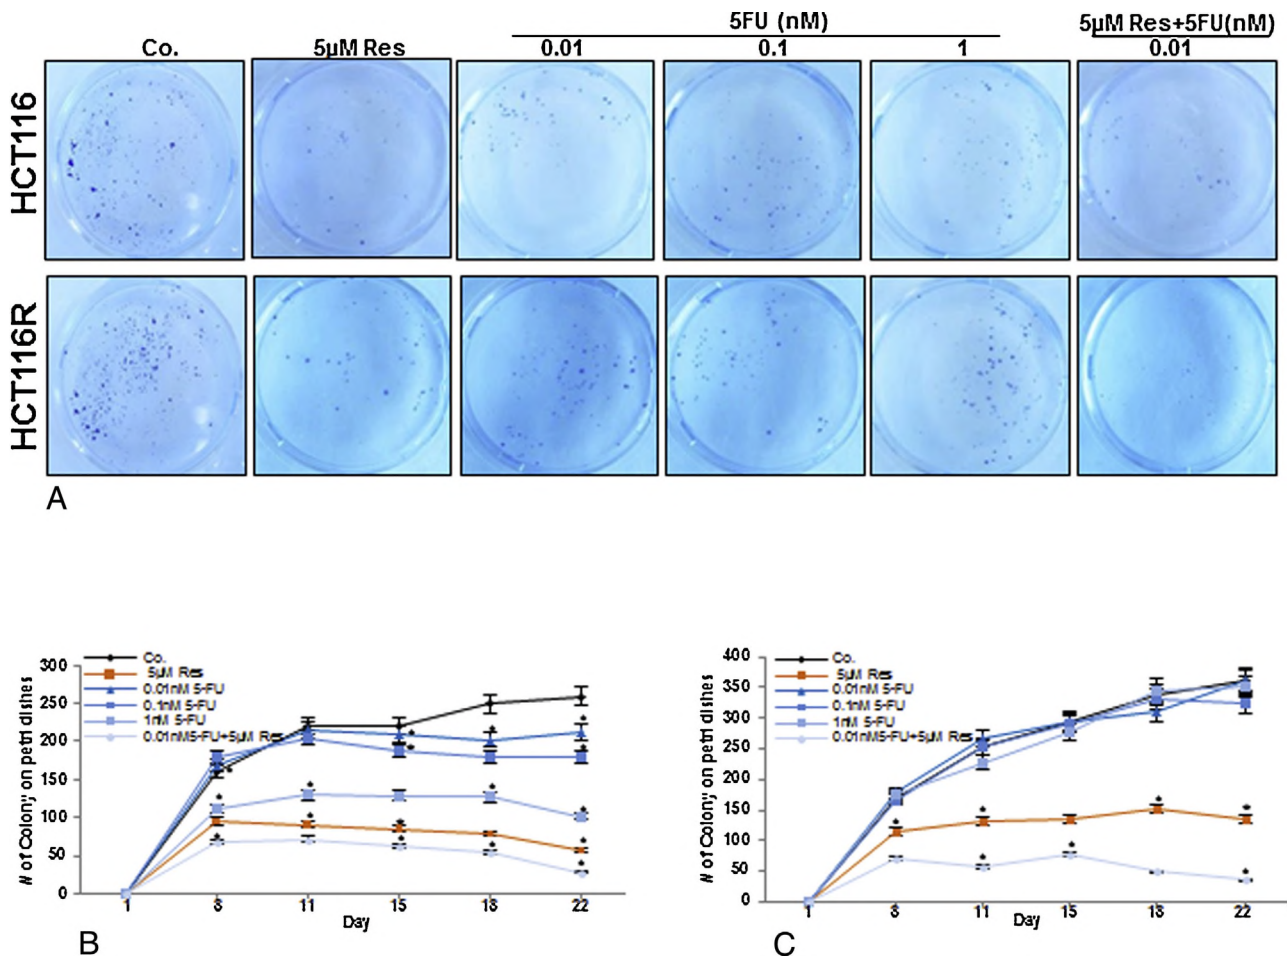 5FU (nM)
5µM Res+5FU(nM)
Co.
5µM Res
0.01
0.1
1
0.01
HCT116
HCT116R
A
# of Colony on petri dishes
300
250
200
150
100
50
0
Co.
5µM Res
0.01nM 5-FU
0.1nM 5-FU
1nM 5-FU
0.01nM5-FU+5µM Res
1
8
11
15
18
22
Day
B
# of Colony on petri dishes
400
350
300
250
200
150
100
50
0
Co.
5µM Res
0.01nM 5-FU
0.1nM 5-FU
1nM 5-FU
0.01nM5-FU+5µM Res
1
8
11
15
18
22
Day
C